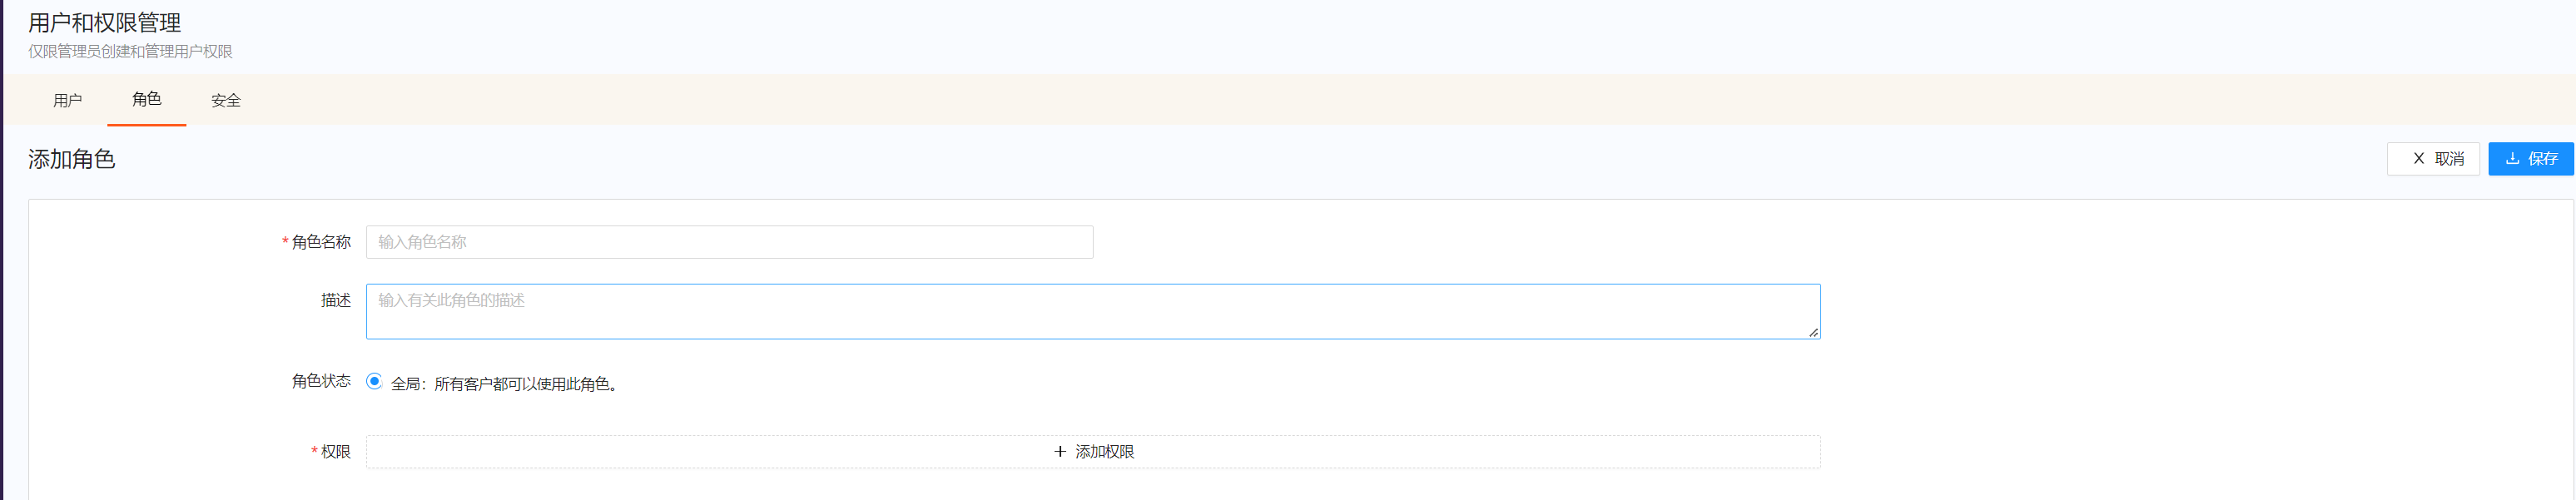 用户和权限管理
仅限管理员创建和管理用户权限
用户 角色 安全
添加角色
X 取消 保存
* 角色名称 输入角色名称
描述 输入有关此角色的描述
角色状态 全局：所有客户都可以使用此角色。
* 权限 + 添加权限